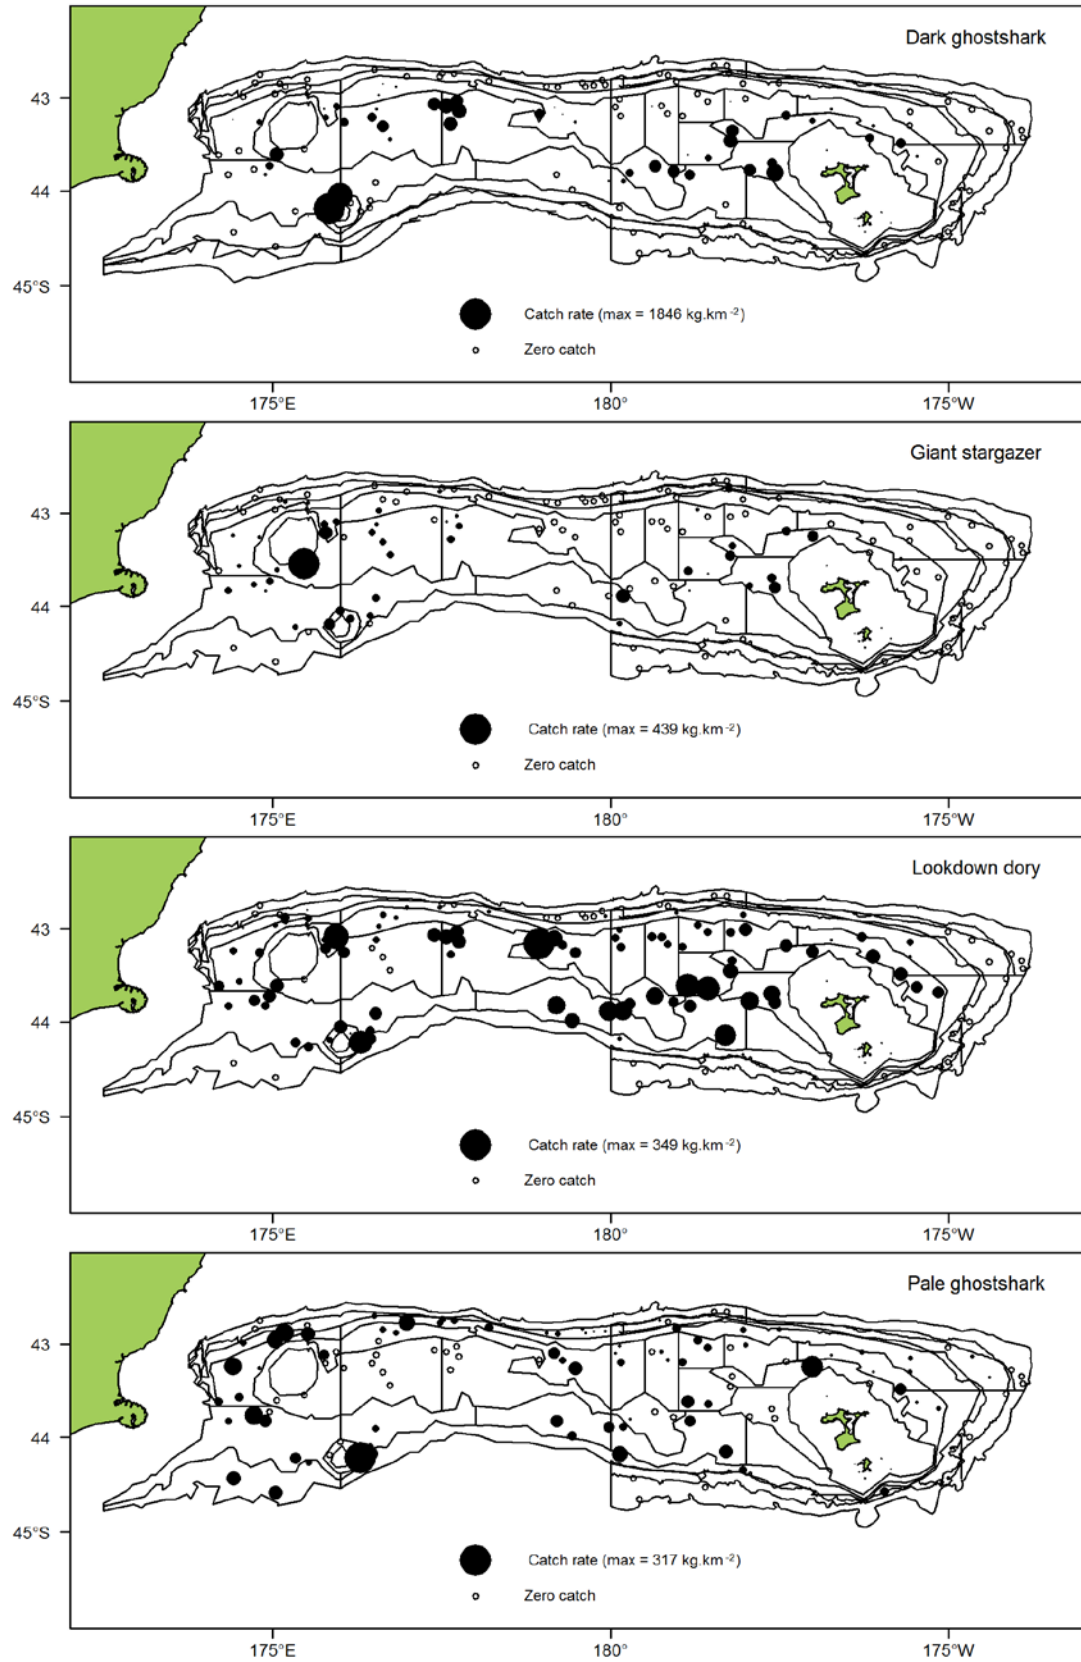 Dark ghostshark
43
44
45°S
Catch rate (max = 1846 kg.km⁻²)
Zero catch
175°E
180°
175°W
Giant stargazer
43
44
45°S
Catch rate (max = 439 kg.km⁻²)
Zero catch
175°E
180°
175°W
Lookdown dory
43
44
45°S
Catch rate (max = 349 kg.km⁻²)
Zero catch
175°E
180°
175°W
Pale ghostshark
43
44
45°S
Catch rate (max = 317 kg.km⁻²)
Zero catch
175°E
180°
175°W